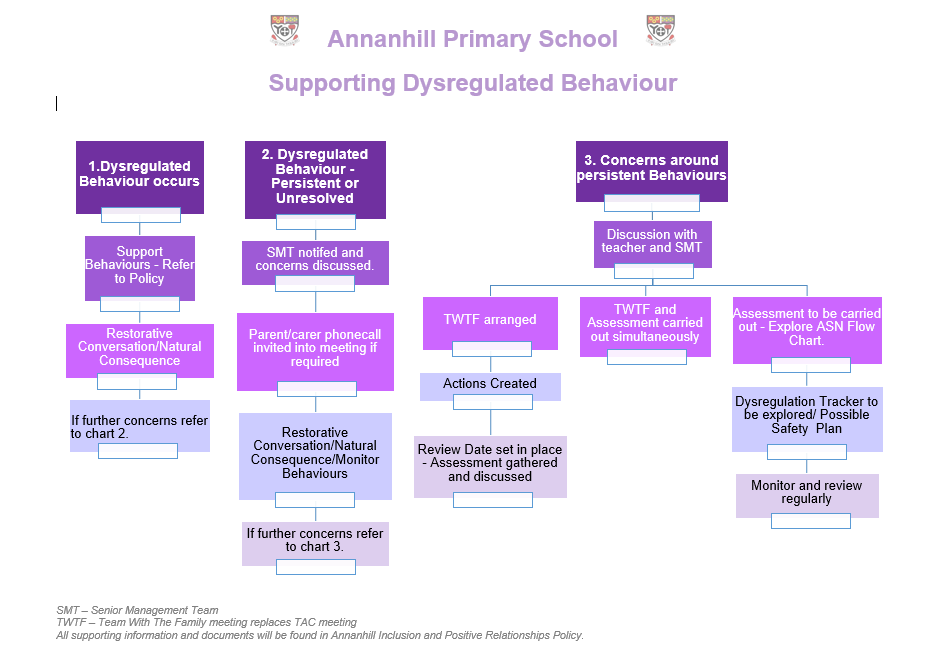 Annanhill Primary School
Supporting Dysregulated Behaviour
1.Dysregulated
Behaviour occurs
Support
Behaviours - Refer
to Policy
Restorative
Conversation/Natural
Consequence
If further concerns refer
to chart 2.
2. Dysregulated
Behaviour -
Persistent or
Unresolved
SMT notifed and
concerns discussed.
Parent/carer phonecall
invited into meeting if
required
Restorative
Conversation/Natural
Consequence/Monitor
Behaviours
If further concerns refer
to chart 3.
3. Concerns around
persistent Behaviours
Discussion with
teacher and SMT
TWTF arranged
Actions Created
Review Date set in place
- Assessment gathered
and discussed
TWTF and
Assessment carried
out simultaneously
Assessment to be carried
out - Explore ASN Flow
Chart.
Dysregulation Tracker to
be explored/ Possible
Safety Plan
Monitor and review
regularly
SMT – Senior Management Team
TWTF – Team With The Family meeting replaces TAC meeting
All supporting information and documents will be found in Annanhill Inclusion and Positive Relationships Policy.